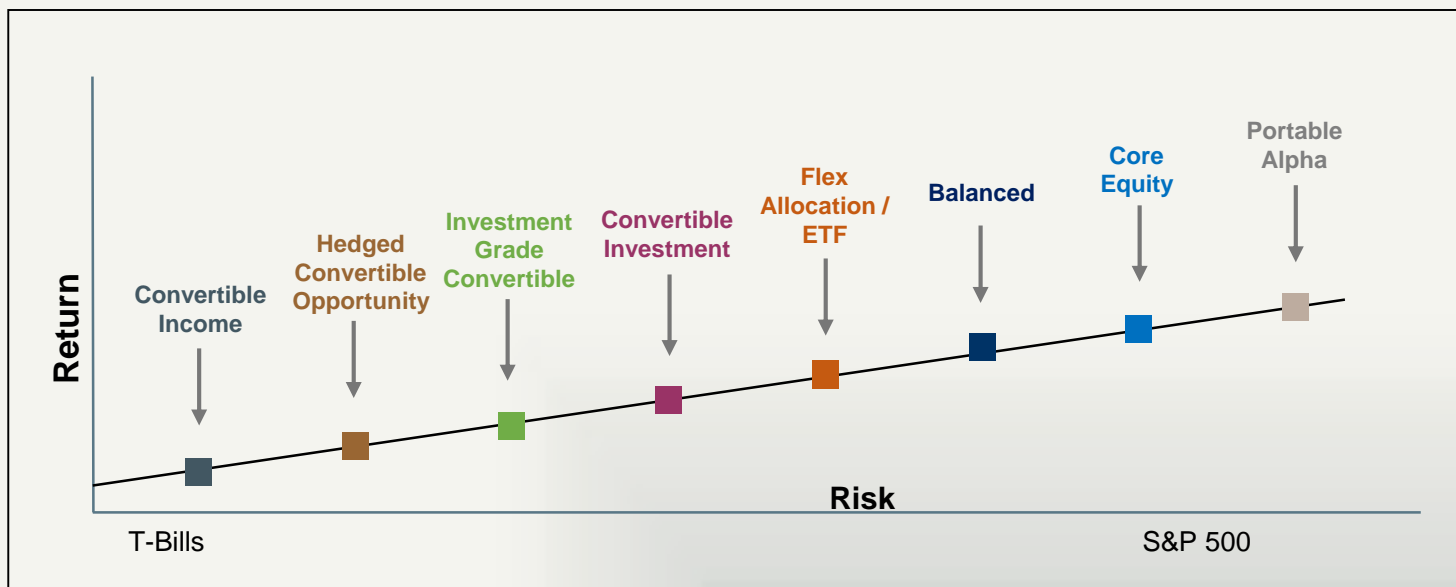 Return
Convertible
Income
Hedged
Convertible
Opportunity
Investment
Grade
Convertible
Convertible
Investment
Flex
Allocation /
ETF
Balanced
Core
Equity
Portable
Alpha
Risk
T-Bills
S&P 500